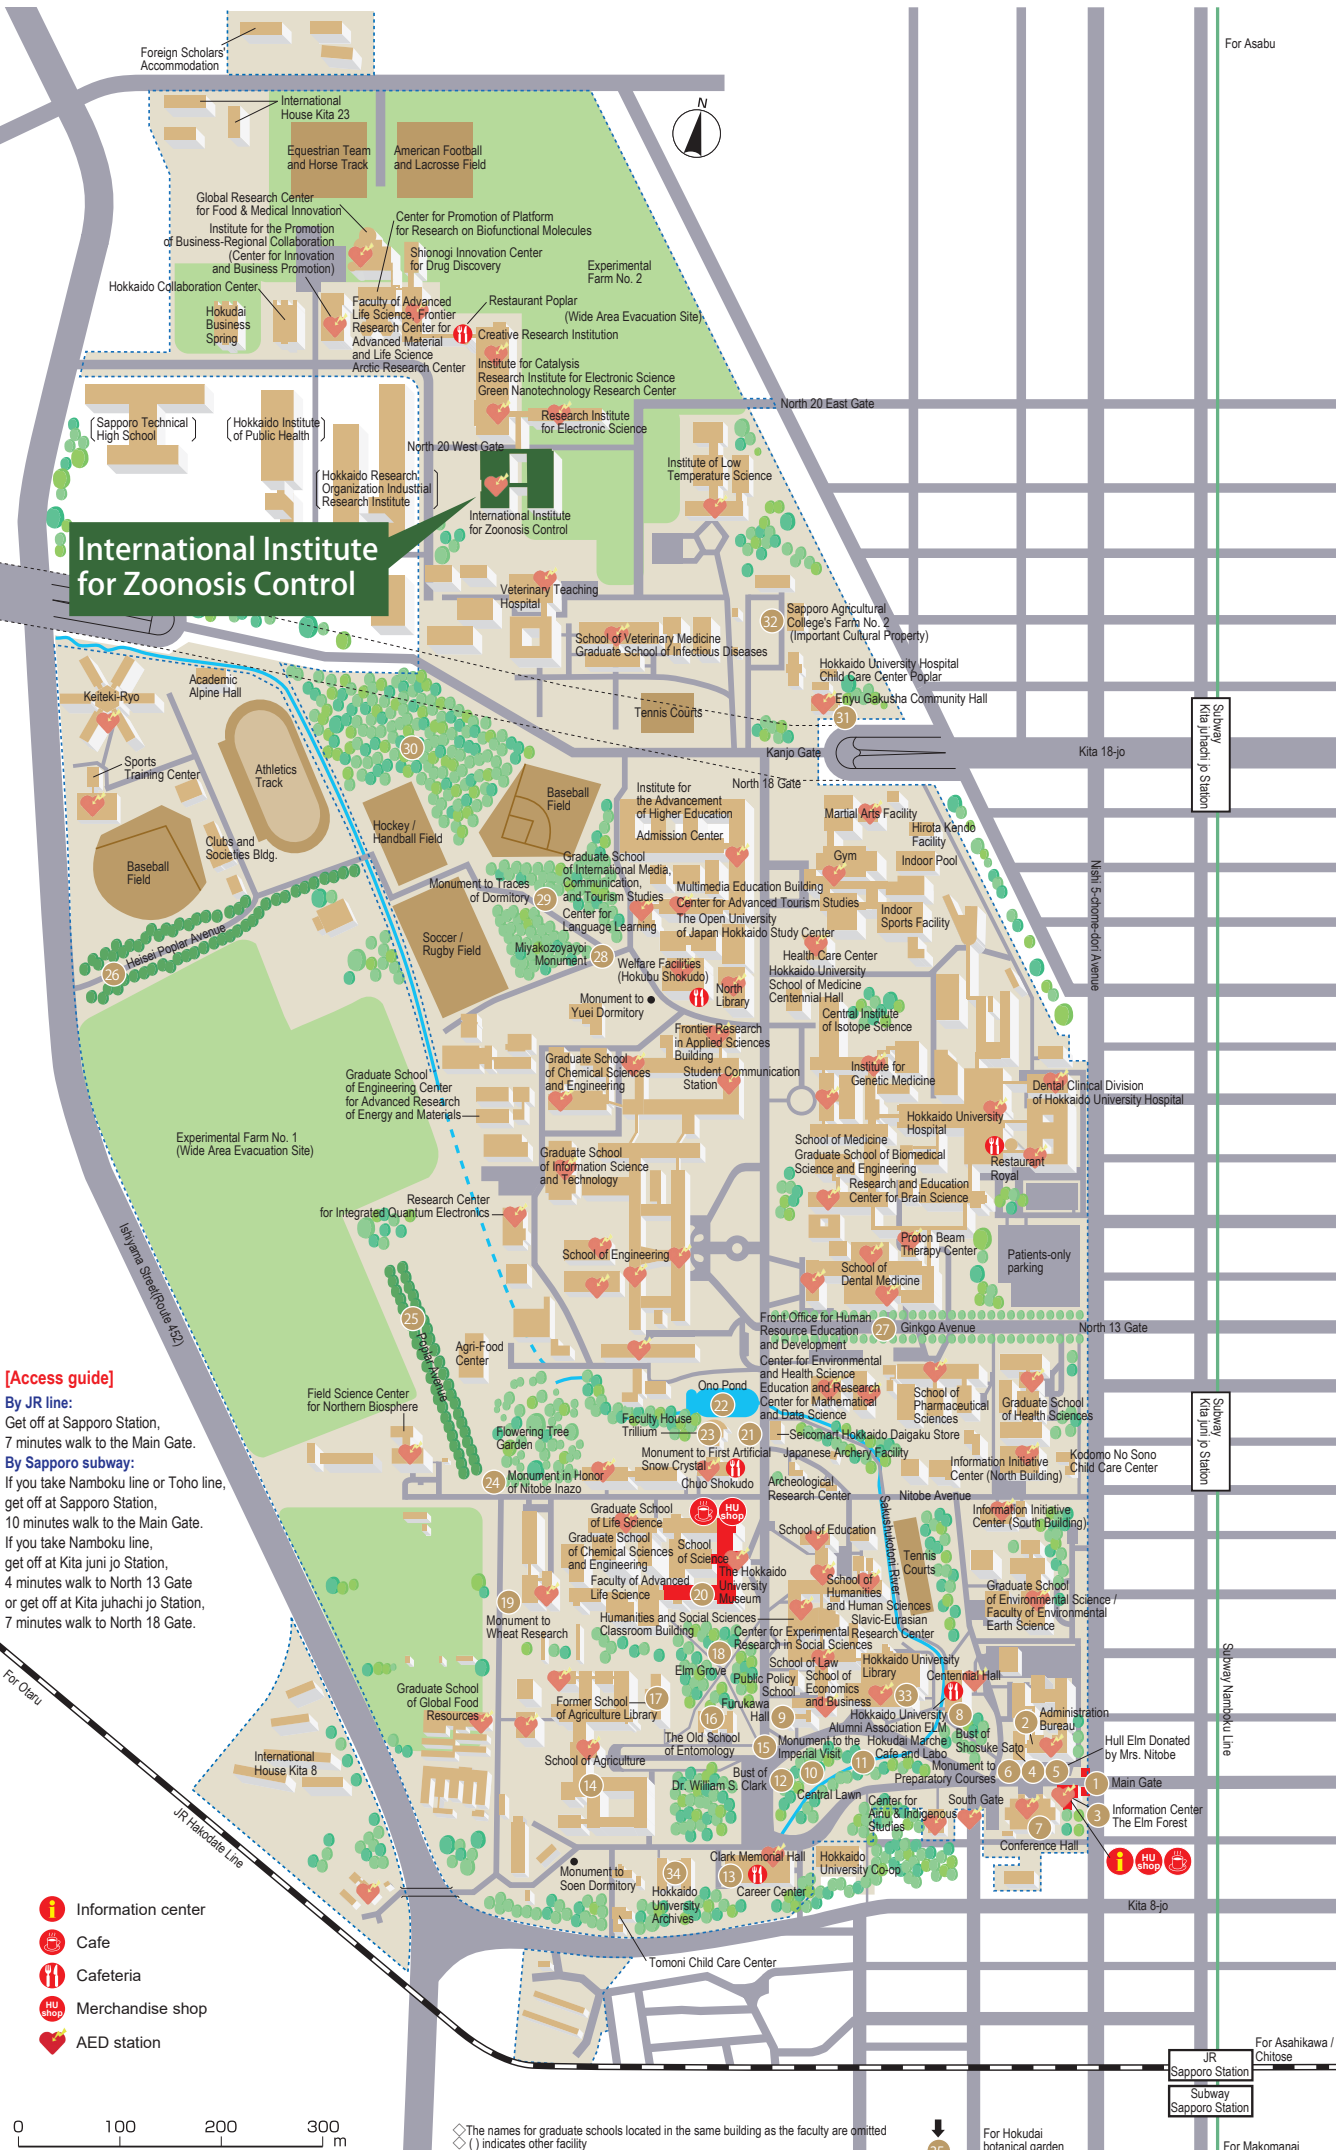 Foreign Scholars'
Accommodation
For Asabu
N
International
House Kita 23
Equestrian Team
and Horse Track
American Football
and Lacrosse Field
Global Research Center
for Food & Medical Innovation
Center for Promotion of Platform
for Research on Biofunctional Molecules
Institute for the Promotion
of Business-Regional Collaboration
(Center for Innovation
and Business Promotion)
Shionogi Innovation Center
for Drug Discovery
Experimental
Farm No. 2
(Wide Area Evacuation Site)
Hokkaido Collaboration Center
Hokudai
Business
Spring
Faculty of Advanced
Life Science, Frontier
Research Center for
Advanced Material
and Life Science
Arctic Research Center
Restaurant Poplar
Creative Research Institution
Institute for Catalysis
Research Institute for Electronic Science
Green Nanotechnology Research Center
North 20 East Gate
Research Institute
for Electronic Science
Sapporo Technical
High School
Hokkaido Institute
of Public Health
North 20 West Gate
Hokkaido Research
Organization Industrial
Research Institute
Institute of Low
Temperature Science
International Institute
for Zoonosis Control
International Institute
for Zoonosis Control
Veterinary Teaching
Hospital
School of Veterinary Medicine
Graduate School of Infectious Diseases
32
Sapporo Agricultural
College's Farm No. 2
(Important Cultural Property)
Hokkaido University Hospital
Child Care Center Poplar
Enyu Gakusha Community Hall
31
Keiteki-Ryo
Academic
Alpine Hall
Tennis Courts
30
Kanjo Gate
Kita 18-jo
Subway
Kita juhachi jo Station
Sports
Training Center
Athletics
Track
North 18 Gate
Baseball
Field
Institute for
the Advancement
of Higher Education
Admission Center
Martial Arts Facility
Hirota Kendo
Facility
Hockey /
Handball Field
Clubs and
Societies Bldg.
Gym
Indoor Pool
Baseball
Field
Graduate School
of International Media,
Communication,
and Tourism Studies
Monument to Traces
of Dormitory
29
Multimedia Education Building
Center for Advanced Tourism Studies
The Open University
of Japan Hokkaido Study Center
Center for
Language Learning
Indoor
Sports Facility
Nishi 5-chome-dori Avenue
Heisei Poplar Avenue
26
Soccer /
Rugby Field
Miyakozoyayoi
Monument
28
Welfare Facilities
(Hokubu Shokudo)
Health Care Center
Hokkaido University
School of Medicine
Centennial Hall
North
Library
Monument to
Yuei Dormitory
Central Institute
of Isotope Science
Frontier Research
in Applied Sciences
Building
Graduate School
of Chemical Sciences
and Engineering
Student Communication
Station
Institute for
Genetic Medicine
Graduate School
of Engineering Center
for Advanced Research
of Energy and Materials
Dental Clinical Division
of Hokkaido University Hospital
Hokkaido University
Hospital
Experimental Farm No. 1
(Wide Area Evacuation Site)
Graduate School
of Information Science
and Technology
School of Medicine
Graduate School of Biomedical
Science and Engineering
Restaurant
Royal
Research and Education
Center for Brain Science
Research Center
for Integrated Quantum Electronics
Ishiyama Street(Route 452)
School of Engineering
Proton Beam
Therapy Center
Patients-only
parking
School of
Dental Medicine
25
Poplar Avenue
Front Office for Human
Resource Education
and Development
27
Ginkgo Avenue
North 13 Gate
Agri-Food
Center
Center for Environmental
and Health Science
Education and Research
Center for Mathematical
and Data Science
[Access guide]
By JR line:
Get off at Sapporo Station,
7 minutes walk to the Main Gate.
By Sapporo subway:
If you take Namboku line or Toho line,
get off at Sapporo Station,
10 minutes walk to the Main Gate.
If you take Namboku line,
get off at Kita juni jo Station,
4 minutes walk to North 13 Gate
or get off at Kita juhachi jo Station,
7 minutes walk to North 18 Gate.
Field Science Center
for Northern Biosphere
Ono Pond
22
School of
Pharmaceutical
Sciences
Graduate School
of Health Sciences
Subway
Kita juni jo Station
Faculty House
Trillium
23
21
Seicomart Hokkaido Daigaku Store
Flowering Tree
Garden
Monument to First Artificial
Snow Crystal
Japanese Archery Facility
Information Initiative
Center (North Building)
Kodomo No Sono
Child Care Center
24
Monument in Honor
of Nitobe Inazo
Chuo Shokudo
Archeological
Research Center
Nitobe Avenue
Sakushukotoni River
HU
shop
Graduate School
of Life Science
Graduate School
of Chemical Sciences
and Engineering
School
of Science
School of Education
Information Initiative
Center (South Building)
Tennis
Courts
Faculty of Advanced
Life Science
20
The Hokkaido
University
Museum
School of
Humanities
and Human Sciences
Graduate School
of Environmental Science /
Faculty of Environmental
Earth Science
19
Monument to
Wheat Research
Humanities and Social Sciences
Classroom Building
Slavic-Eurasian
Research Center
Center for Experimental
Research in Social Sciences
18
Elm Grove
School of Law
Hokkaido University
Library
Public Policy
School
School of
Economics
and Business
Centennial Hall
Subway Namboku Line
For Otaru
Graduate School
of Global Food
Resources
Former School
of Agriculture Library
17
16
Furukawa
Hall
9
33
8
2
Administration
Bureau
Hokkaido University
Alumni Association ELM
Hokudai Marche
Cafe and Labo
Bust of
Shosuke Sato
Hull Elm Donated
by Mrs. Nitobe
The Old School
of Entomology
15
Monument to the
Imperial Visit
Monument to
Preparatory Courses
6
4
5
1
Main Gate
International
House Kita 8
School of Agriculture
14
Bust of
Dr. William S. Clark
12
10
11
Central Lawn
Center for
Ainu & Indigenous
Studies
South Gate
3
Information Center
The Elm Forest
7
Conference Hall
HU
shop
JR Hakodate Line
Clark Memorial Hall
Hokkaido
University Co-op
Monument to
Soen Dormitory
34
Hokkaido
University
Archives
13
Career Center
Kita 8-jo
Tomoni Child Care Center
Information center
Cafe
Cafeteria
HU
shop
Merchandise shop
AED station
For Asahikawa /
Chitose
JR
Sapporo Station
Subway
Sapporo Station
0 100 200 300
m
◇The names for graduate schools located in the same building as the faculty are omitted
◇ ( ) indicates other facility
35
For Hokudai
botanical garden
For Makomanai